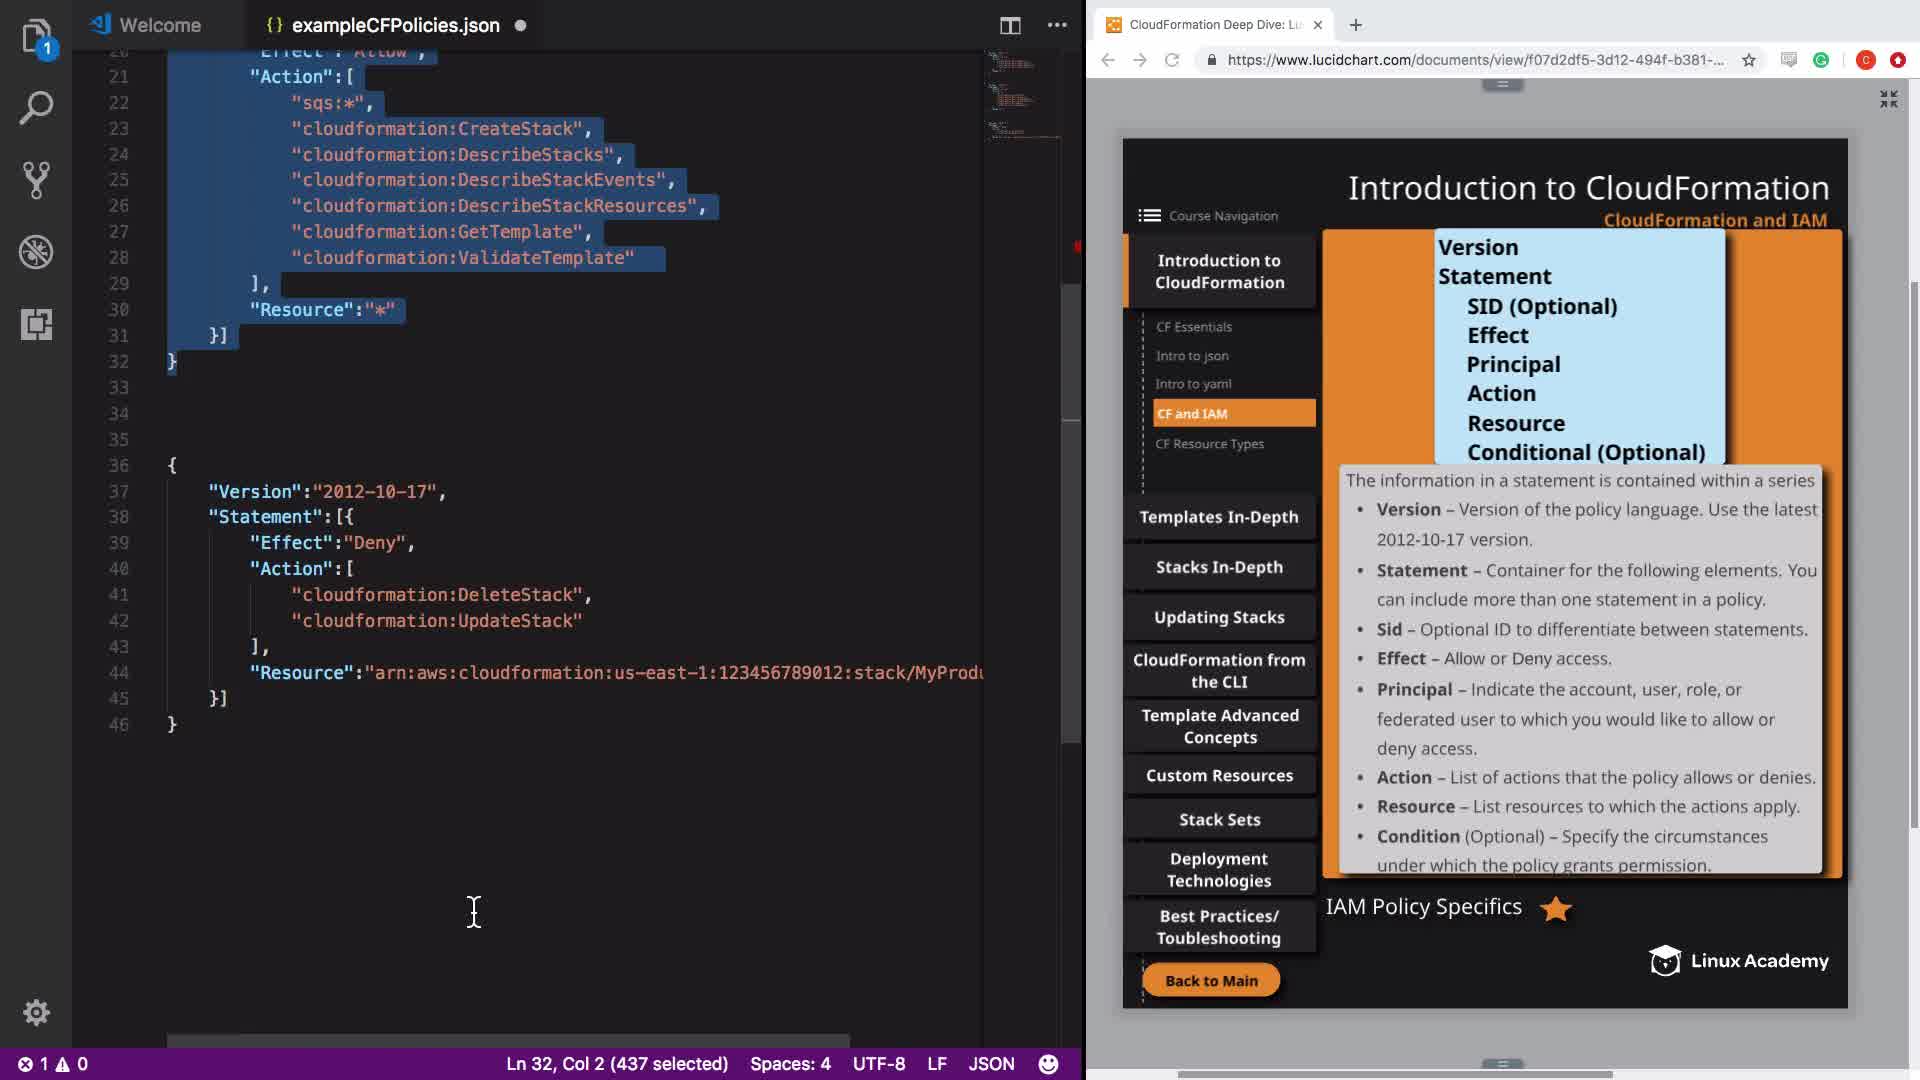 Welcome
{} exampleCFPolicies.json
1
20 "Effect":"Allow",
21 "Action":[
22 "sqs:*",
23 "cloudformation:CreateStack",
24 "cloudformation:DescribeStacks",
25 "cloudformation:DescribeStackEvents",
26 "cloudformation:DescribeStackResources",
27 "cloudformation:GetTemplate",
28 "cloudformation:ValidateTemplate"
29 ],
30 "Resource":"*"
31 }]
32 }
33
34
35
36 {
37 "Version":"2012-10-17",
38 "Statement":[{
39 "Effect":"Deny",
40 "Action":[
41 "cloudformation:DeleteStack",
42 "cloudformation:UpdateStack"
43 ],
44 "Resource":"arn:aws:cloudformation:us-east-1:123456789012:stack/MyProdu
45 }]
46 }
1 0
Ln 32, Col 2 (437 selected) Spaces: 4 UTF-8 LF JSON
CloudFormation Deep Dive: Lu
https://www.lucidchart.com/documents/view/f07d2df5-3d12-494f-b381-...
C
Introduction to CloudFormation
CloudFormation and IAM
Course Navigation
Introduction to
CloudFormation
CF Essentials
Intro to json
Intro to yaml
CF and IAM
CF Resource Types
Templates In-Depth
Stacks In-Depth
Updating Stacks
CloudFormation from
the CLI
Template Advanced
Concepts
Custom Resources
Stack Sets
Deployment
Technologies
Best Practices/
Toubleshooting
Back to Main
Version
Statement
SID (Optional)
Effect
Principal
Action
Resource
Conditional (Optional)
The information in a statement is contained within a series
• Version – Version of the policy language. Use the latest
2012-10-17 version.
• Statement – Container for the following elements. You
can include more than one statement in a policy.
• Sid – Optional ID to differentiate between statements.
• Effect – Allow or Deny access.
• Principal – Indicate the account, user, role, or
federated user to which you would like to allow or
deny access.
• Action – List of actions that the policy allows or denies.
• Resource – List resources to which the actions apply.
• Condition (Optional) – Specify the circumstances
under which the policy grants permission.
IAM Policy Specifics
Linux Academy